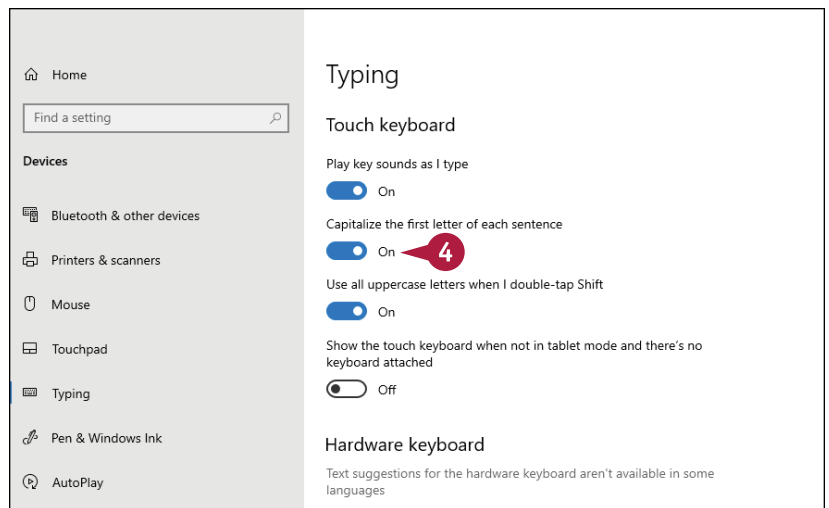 Home
Find a setting
Devices
Bluetooth & other devices
Printers & scanners
Mouse
Touchpad
Typing
Pen & Windows Ink
AutoPlay
Typing
Touch keyboard
Play key sounds as I type
On
Capitalize the first letter of each sentence
On
4
Use all uppercase letters when I double-tap Shift
On
Show the touch keyboard when not in tablet mode and there's no
keyboard attached
Off
Hardware keyboard
Text suggestions for the hardware keyboard aren't available in some
languages